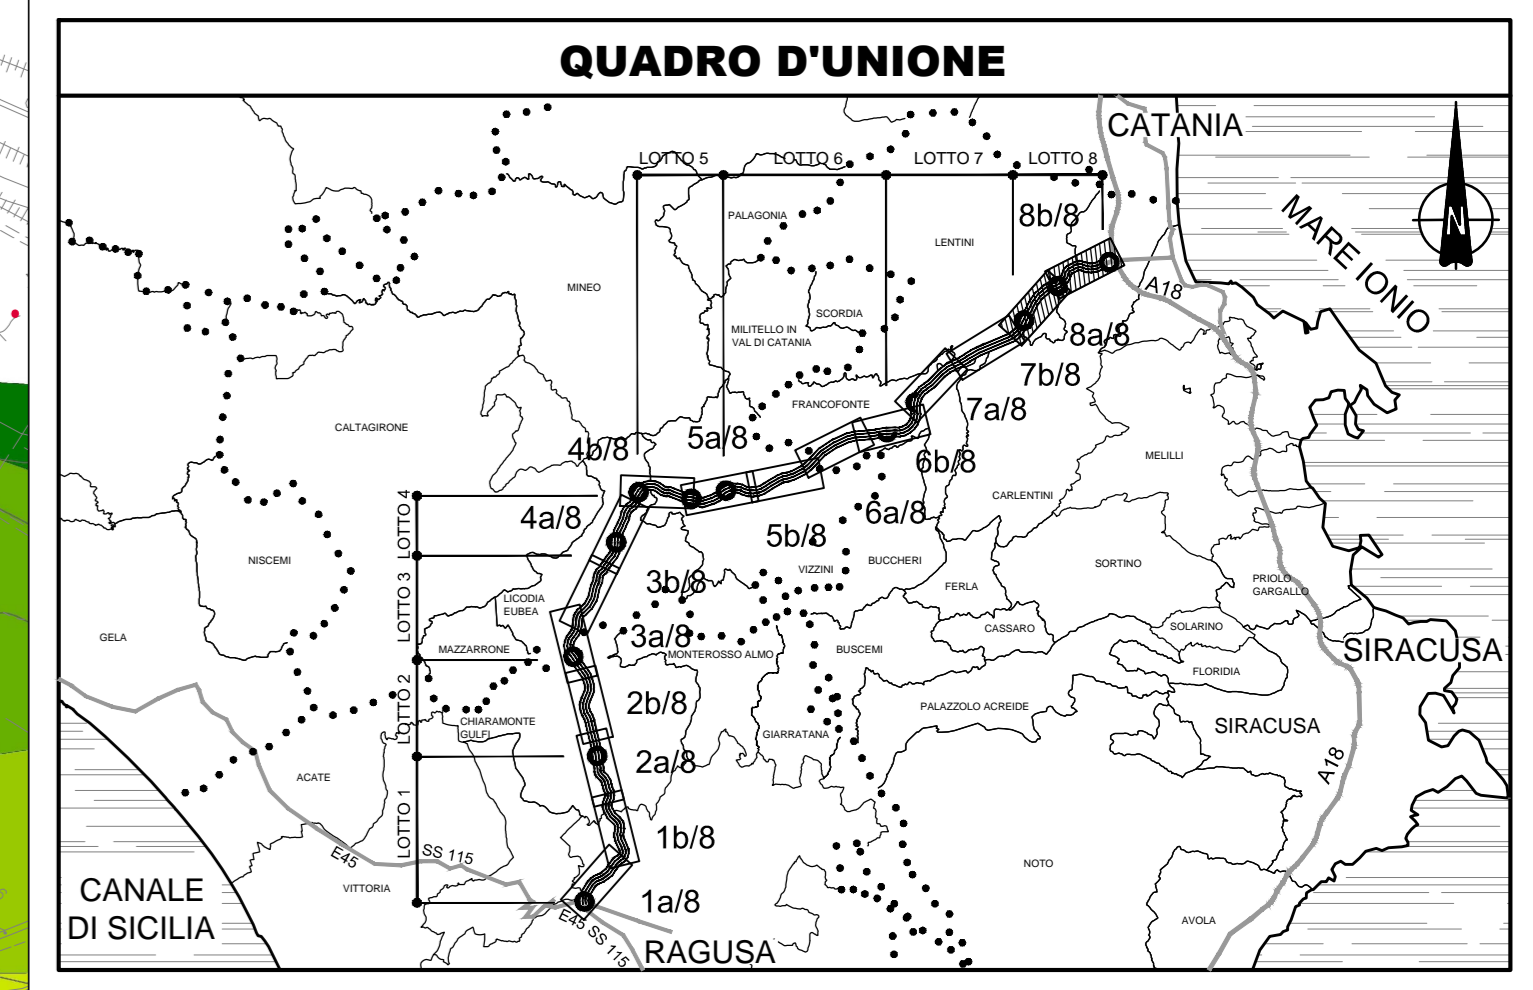 QUADRO D'UNIONE
CATANIA
LOTTO 5
LOTTO 6
LOTTO 7
LOTTO 8
MARE IONIO
N
PALAGONIA
8b/8
LENTINI
MINEO
A18
SCORDIA
MILITELLO IN
VAL DI CATANIA
8a/8
7b/8
FRANCOFONTE
7a/8
CALTAGIRONE
5a/8
4b/8
6b/8
MELILLI
CARLENTINI
LOTTO 4
4a/8
6a/8
5b/8
NISCEMI
VIZZINI
BUCCHERI
SORTINO
LOTTO 3
3b/8
FERLA
PRIOLO
GARGALLO
LICODIA
EUBEA
GELA
3a/8
CASSARO
SOLARINO
MAZZARRONE
MONTEROSSO ALMO
BUSCEMI
SIRACUSA
FLORIDIA
LOTTO 2
2b/8
PALAZZOLO ACREIDE
CHIARAMONTE
GULFI
GIARRATANA
SIRACUSA
2a/8
ACATE
A18
LOTTO 1
1b/8
E45
SS 115
NOTO
CANALE
DI SICILIA
VITTORIA
1a/8
E45 SS 115
AVOLA
RAGUSA